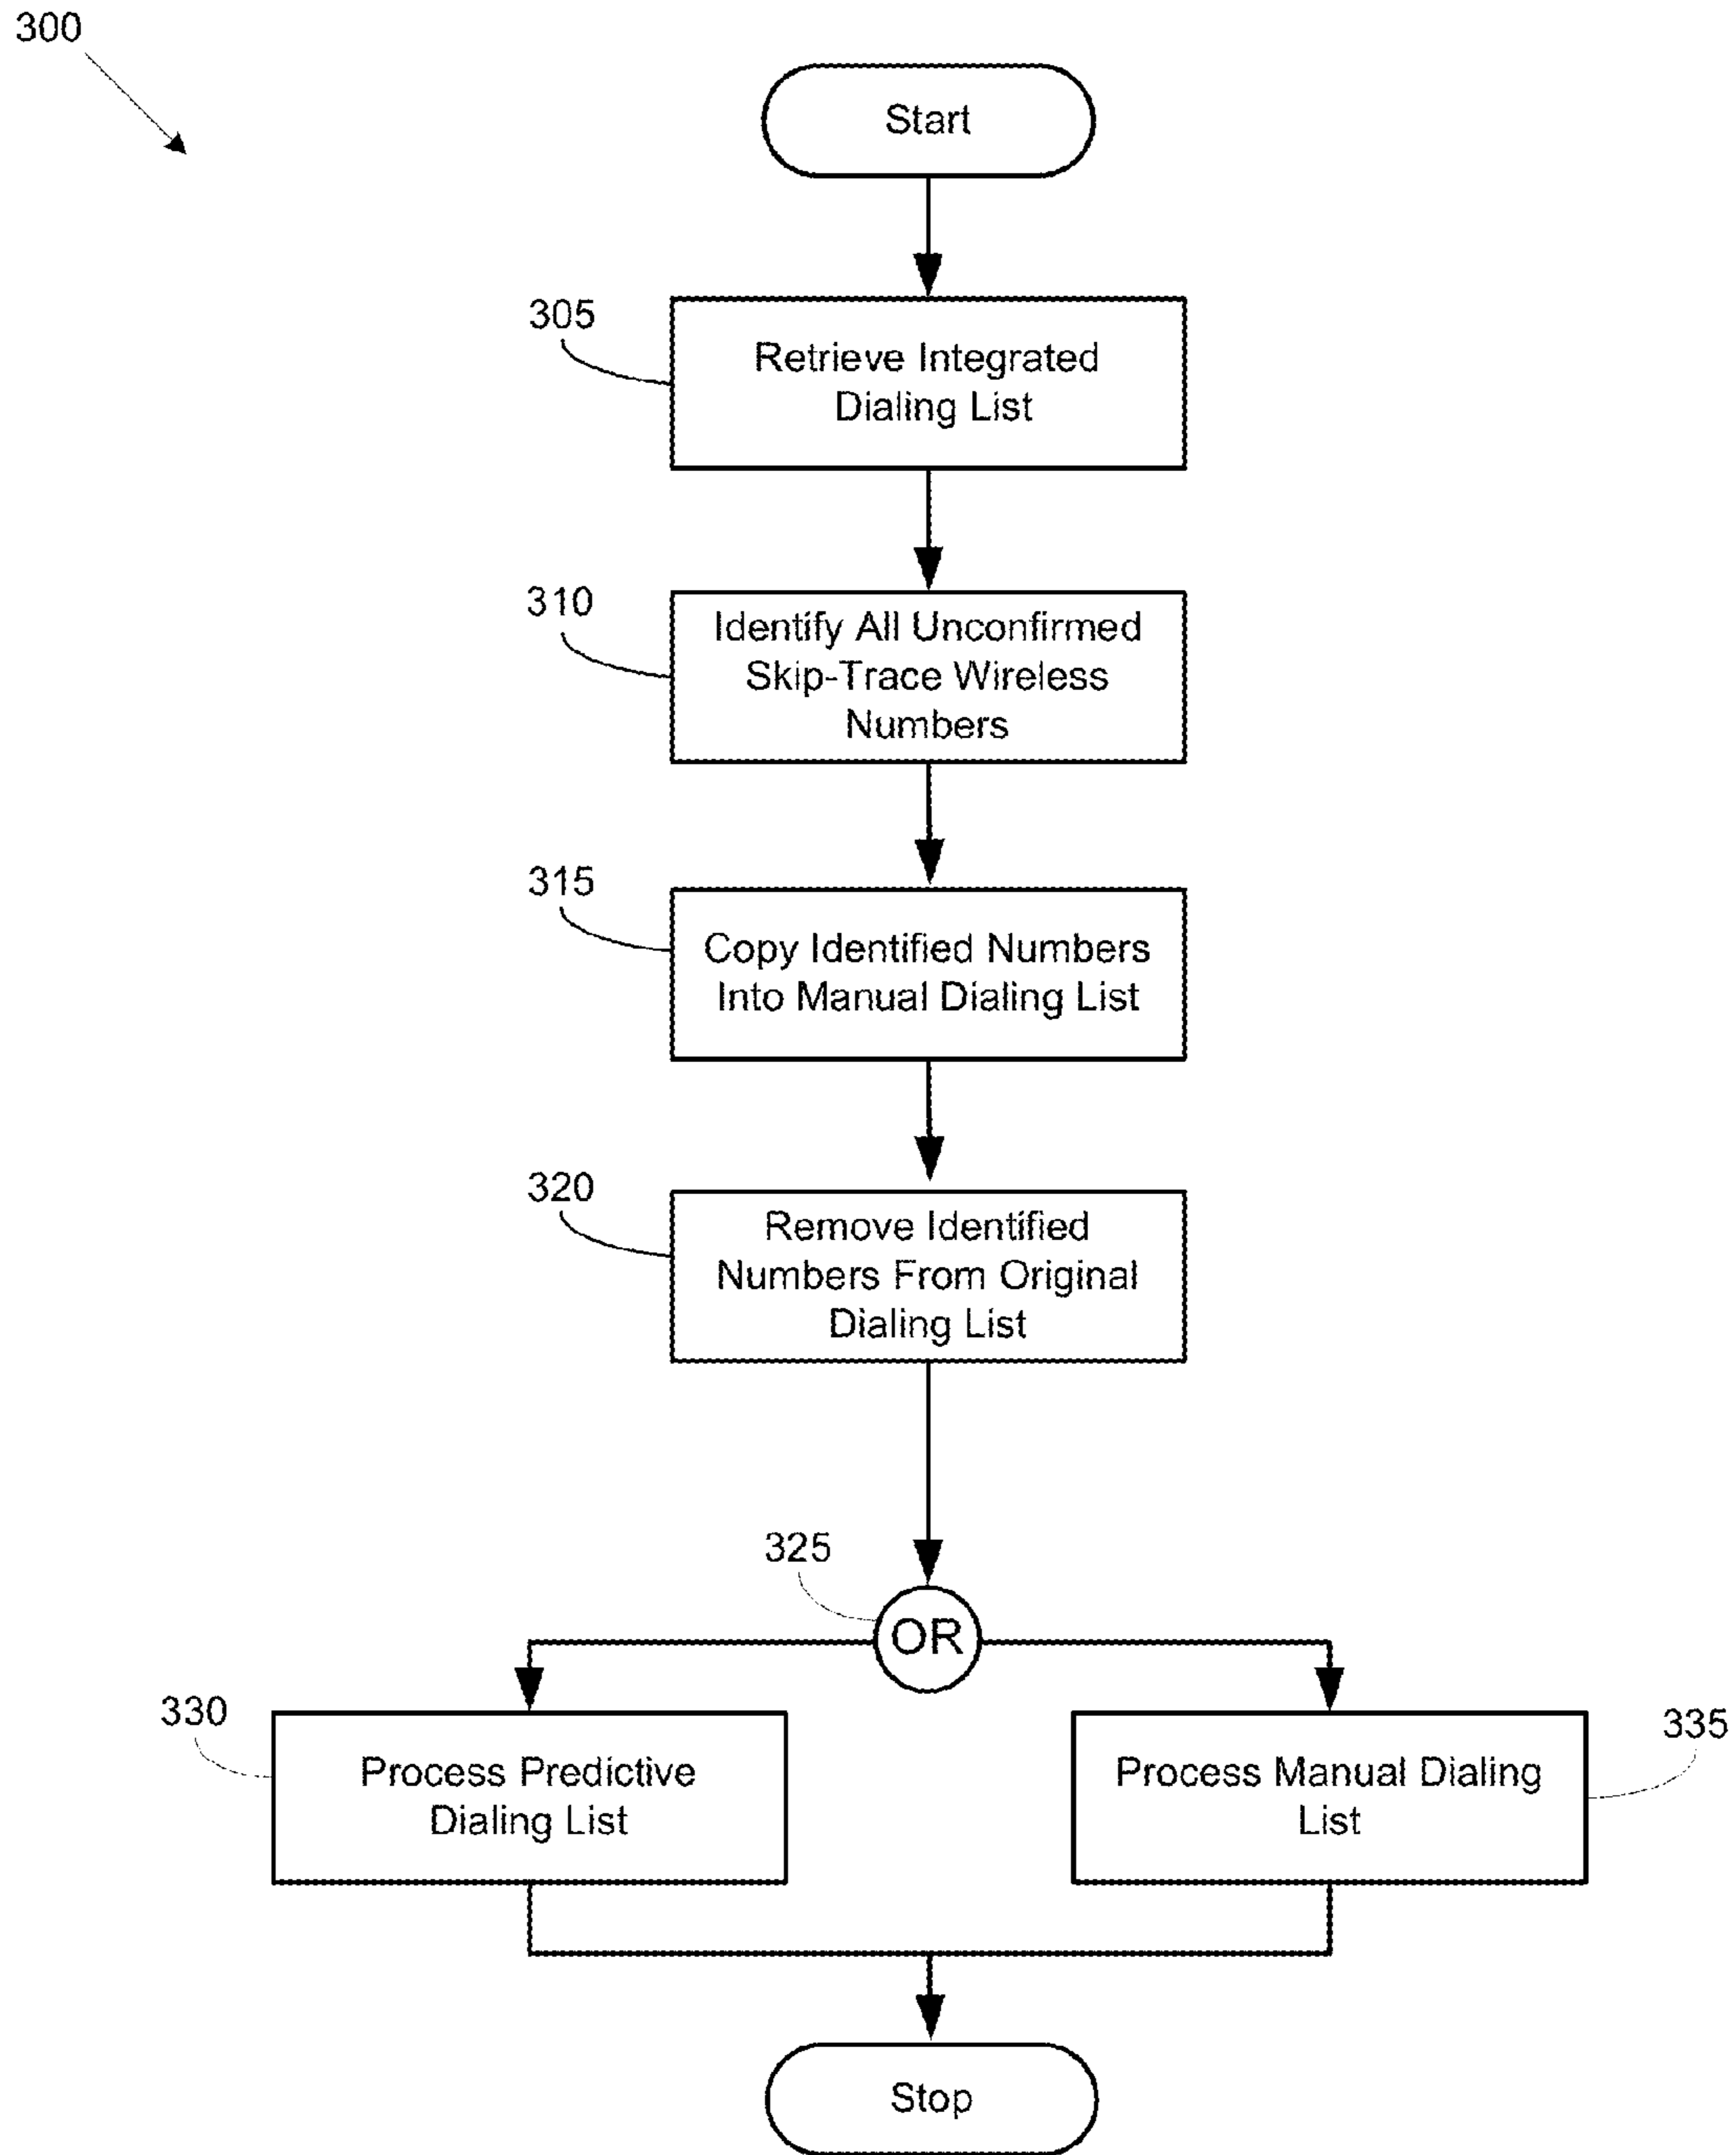 300
Start
305
Retrieve Integrated
Dialing List
310
Identify All Unconfirmed
Skip-Trace Wireless
Numbers
315
Copy Identified Numbers
Into Manual Dialing List
320
Remove Identified
Numbers From Original
Dialing List
325
OR
330
Process Predictive
Dialing List
335
Process Manual Dialing
List
Stop